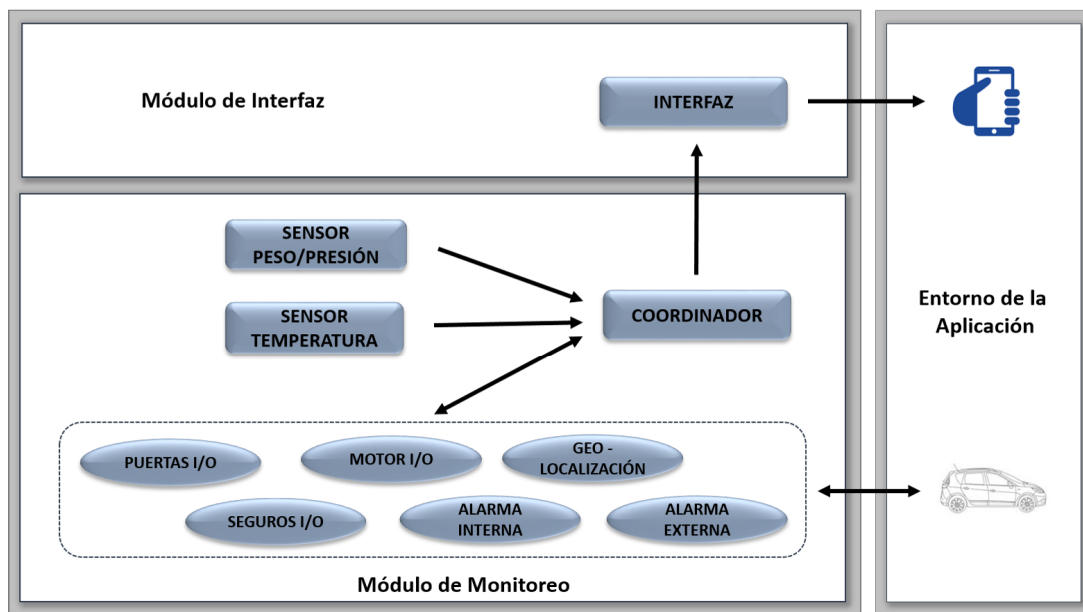 Módulo de Interfaz
INTERFAZ
SENSOR
PESO/PRESIÓN
SENSOR
TEMPERATURA
COORDINADOR
Entorno de la
Aplicación
PUERTAS I/O
MOTOR I/O
GEO -
LOCALIZACIÓN
SEGUROS I/O
ALARMA
INTERNA
ALARMA
EXTERNA
Módulo de Monitoreo